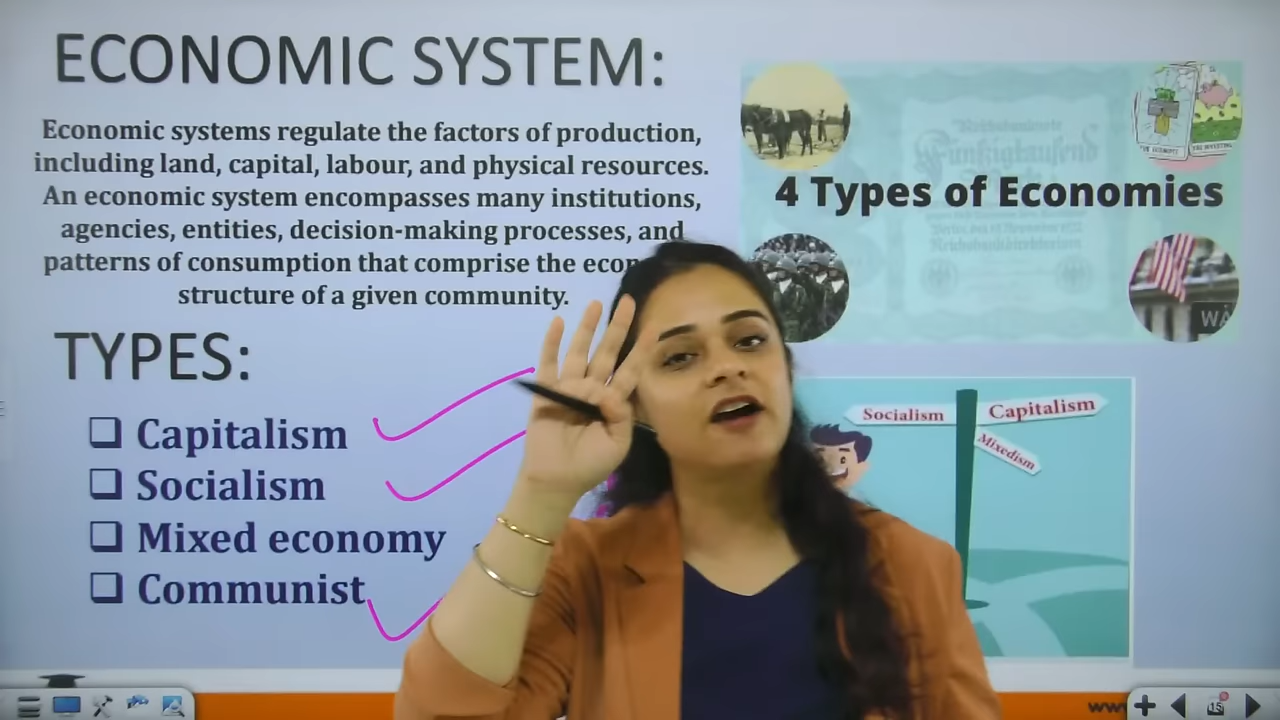 ECONOMIC SYSTEM:
Economic systems regulate the factors of production,
including land, capital, labour, and physical resources.
An economic system encompasses many institutions,
agencies, entities, decision-making processes, and
patterns of consumption that comprise the
structure of a given community.
TYPES:
Capitalism
Socialism
Mixed economy
Communist
4 Types of Economies
Socialism
Capitalism
Mixedism
15